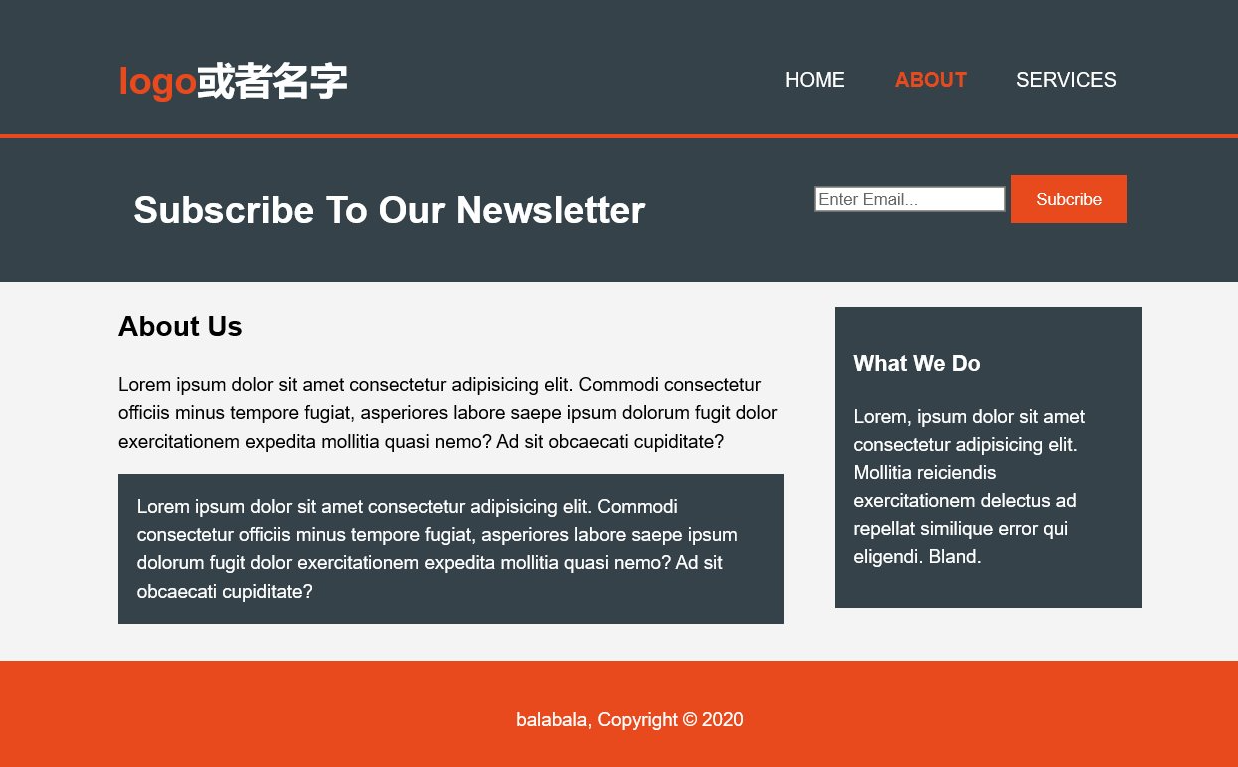 logo或者名字
HOME ABOUT SERVICES
Subscribe To Our Newsletter
Enter Email... Subcribe
About Us
Lorem ipsum dolor sit amet consectetur adipisicing elit. Commodi consectetur
officiis minus tempore fugiat, asperiores labore saepe ipsum dolorum fugit dolor
exercitationem expedita mollitia quasi nemo? Ad sit obcaecati cupiditate?
Lorem ipsum dolor sit amet consectetur adipisicing elit. Commodi
consectetur officiis minus tempore fugiat, asperiores labore saepe ipsum
dolorum fugit dolor exercitationem expedita mollitia quasi nemo? Ad sit
obcaecati cupiditate?
What We Do
Lorem, ipsum dolor sit amet
consectetur adipisicing elit.
Mollitia reiciendis
exercitationem delectus ad
repellat similique error qui
eligendi. Bland.
balabala, Copyright © 2020